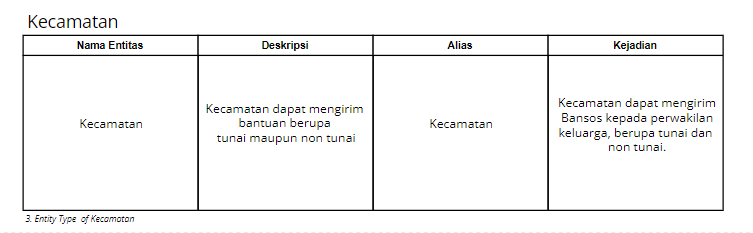 Kecamatan
Nama Entitas Deskripsi Alias Kejadian
Kecamatan
Kecamatan dapat mengirim
bantuan berupa
tunai maupun non tunai
Kecamatan
Kecamatan dapat mengirim
Bansos kepada perwakilan
keluarga, berupa tunai dan
non tunai.
3. Entity Type of Kecamatan